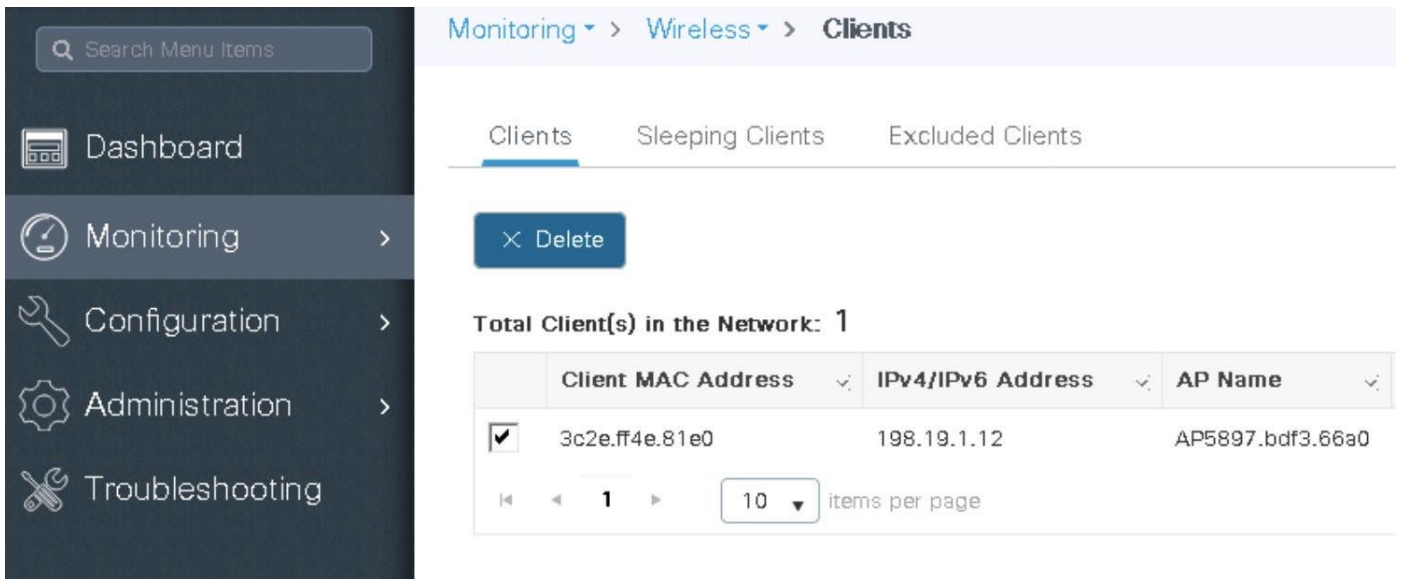 Search Menu Items
Dashboard
Monitoring
Configuration
Administration
Troubleshooting
Monitoring > Wireless > Clients
Clients Sleeping Clients Excluded Clients
× Delete
Total Client(s) in the Network: 1
Client MAC Address IPv4/IPv6 Address AP Name
3c2e.ff4e.81e0 198.19.1.12 AP5897.bdf3.66a0
1 10 items per page